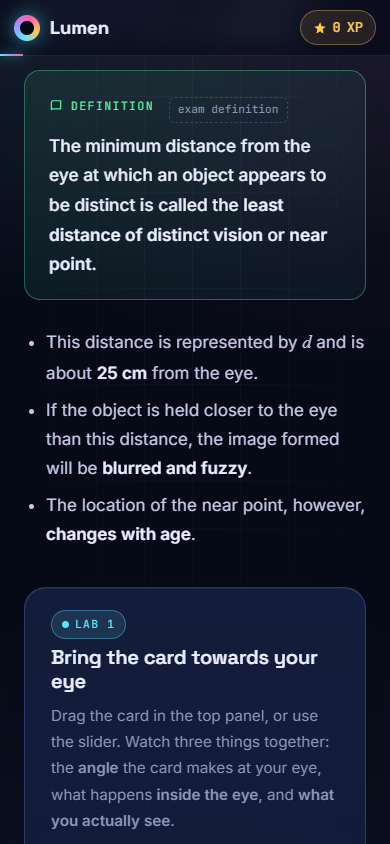 Lumen
★ 0 XP
DEFINITION exam definition
The minimum distance from the
eye at which an object appears to
be distinct is called the least
distance of distinct vision or near
point.
• This distance is represented by d and is
about 25 cm from the eye.
• If the object is held closer to the eye
than this distance, the image formed
will be blurred and fuzzy.
• The location of the near point, however,
changes with age.
LAB 1
Bring the card towards your
eye
Drag the card in the top panel, or use
the slider. Watch three things together:
the angle the card makes at your eye,
what happens inside the eye, and what
you actually see.